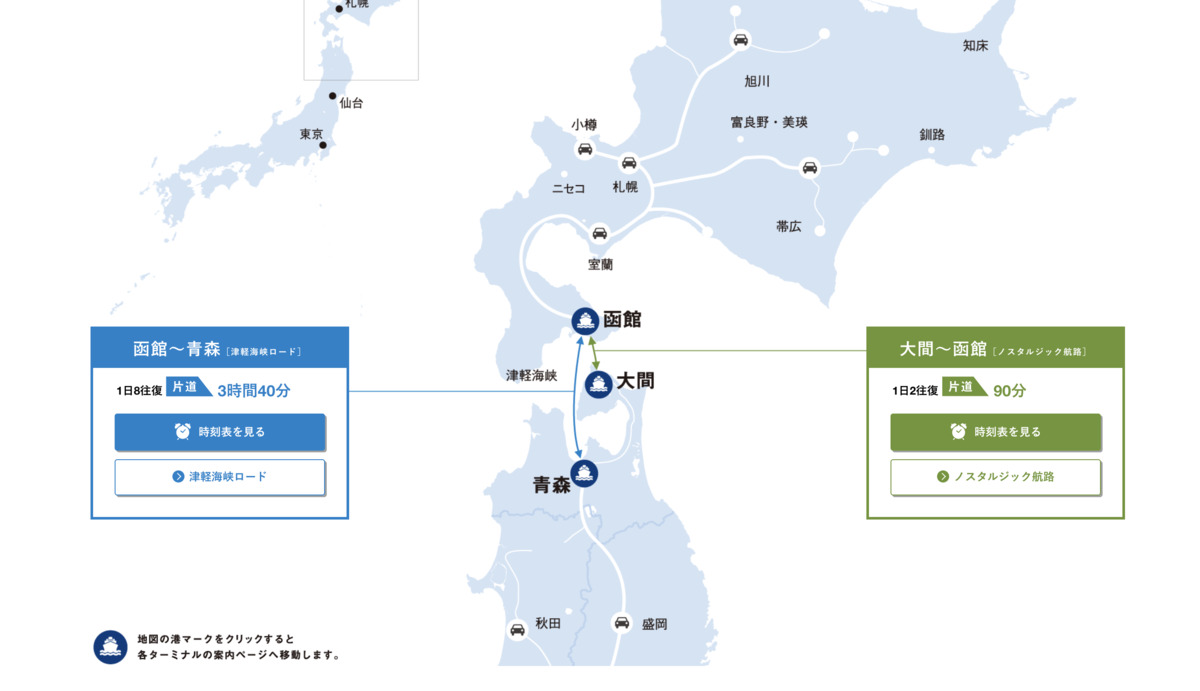 札幌
仙台
東京
知床
旭川
富良野・美瑛
釧路
小樽
ニセコ
札幌
帯広
室蘭
函館
津軽海峡
大間
青森
秋田
盛岡
函館〜青森［津軽海峡ロード］
1日8往復 片道 3時間40分
時刻表を見る
津軽海峡ロード
大間〜函館［ノスタルジック航路］
1日2往復 片道 90分
時刻表を見る
ノスタルジック航路
地図の港マークをクリックすると
各ターミナルの案内ページへ移動します。